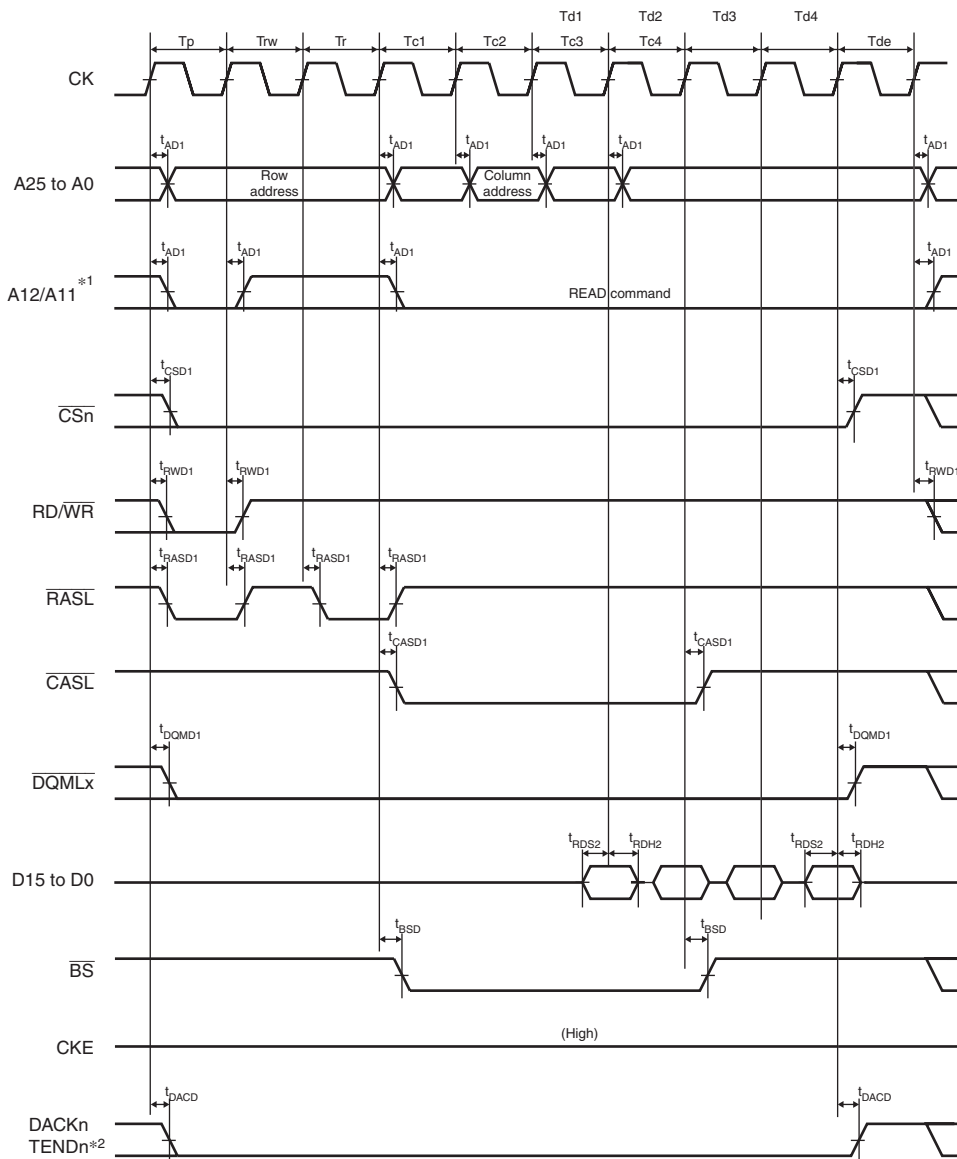 Td1 Td2 Td3 Td4
Tp Trw Tr Tc1 Tc2 Tc3 Tc4 Tde
CK
tAD1 tAD1 tAD1 tAD1 tAD1 tAD1
A25 to A0
Row address
Column address
tAD1 tAD1 tAD1 tAD1
A12/A11 *1
READ command
tCSD1 tCSD1
CSn
tRWD1 tRWD1 tRWD1
RD/WR
tRASD1 tRASD1 tRASD1 tRASD1
RASL
tCASD1 tCASD1
CASL
tDQMD1 tDQMD1
DQMLx
tRDS2 tRDH2 tRDS2 tRDH2
D15 to D0
tBSD tBSD
BS
(High)
CKE
tDACD tDACD
DACKn
TENDn*2